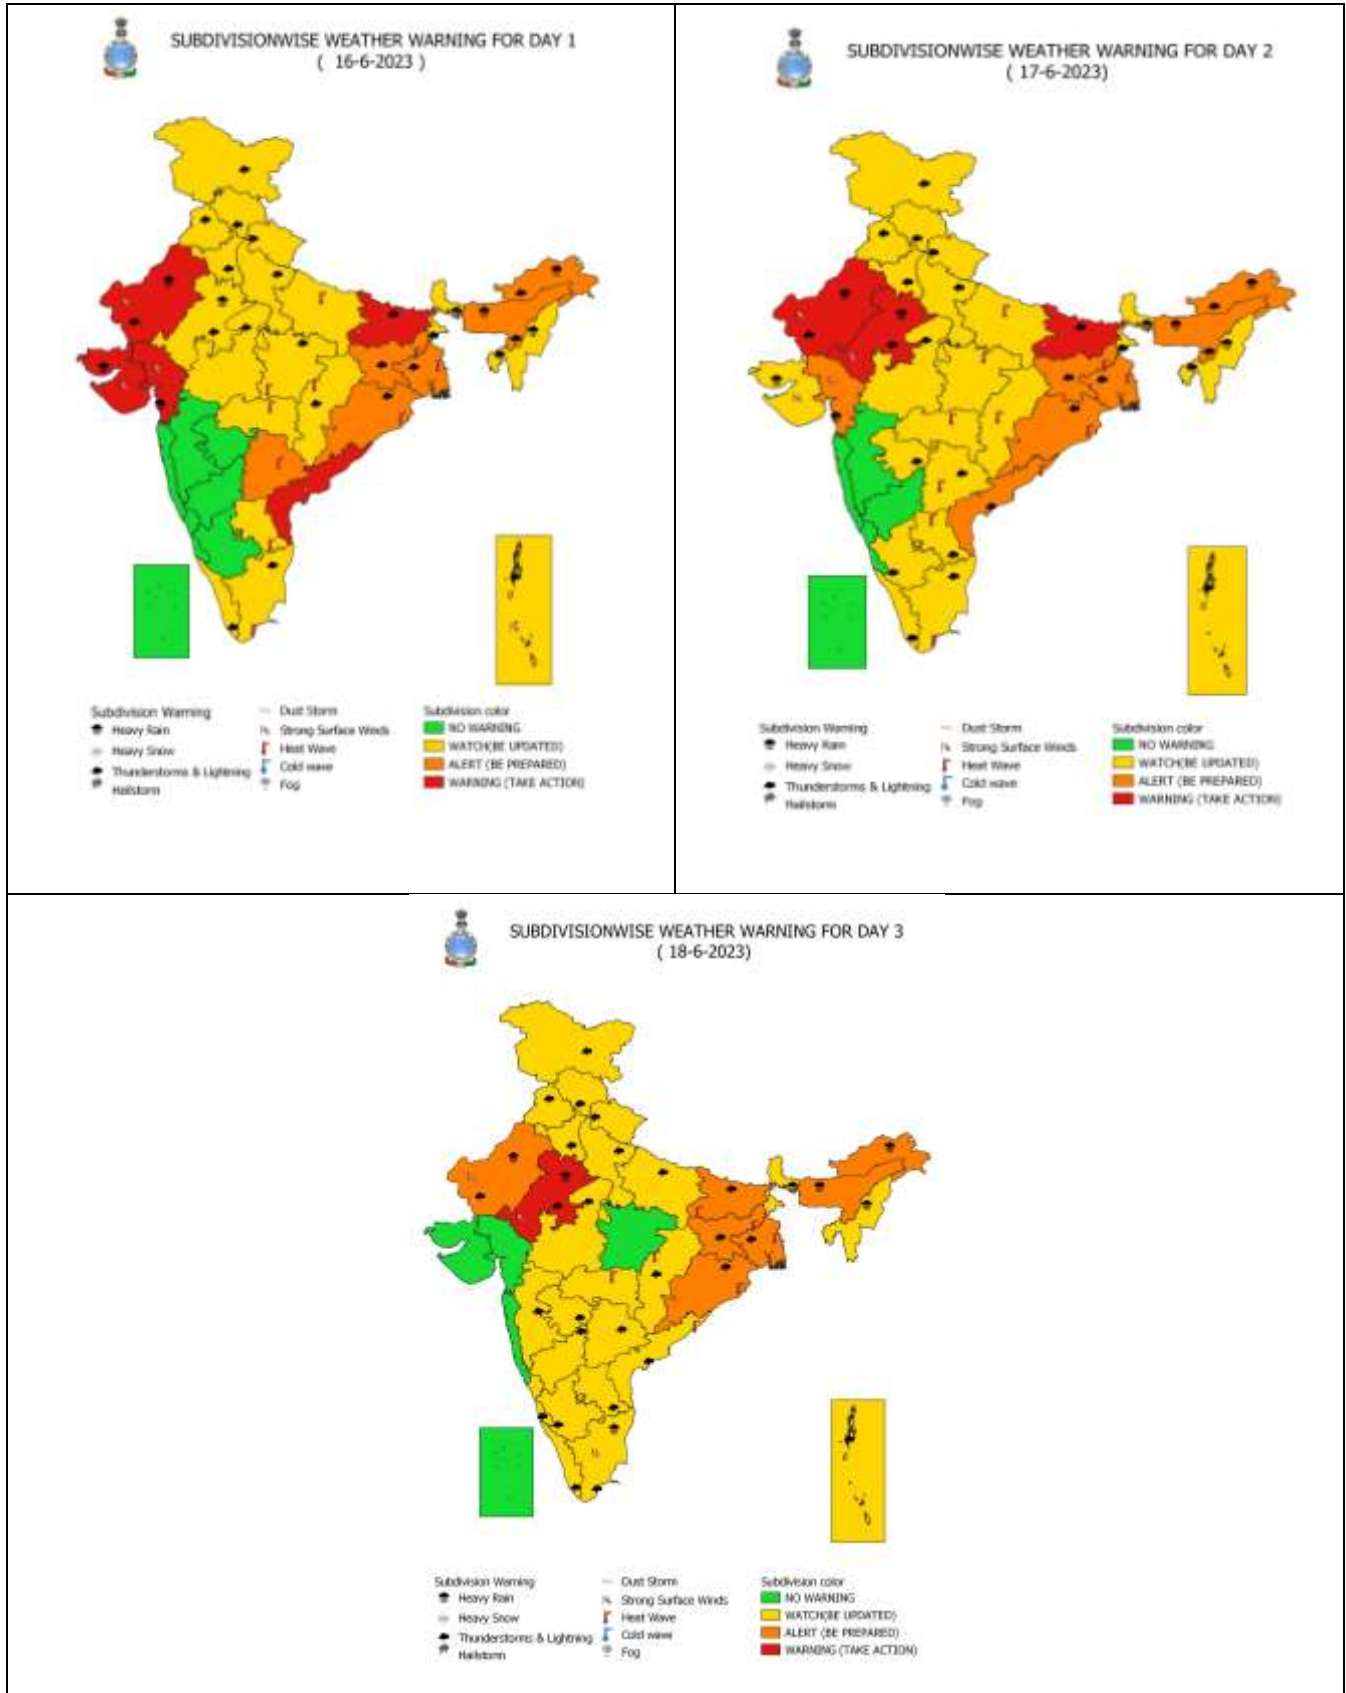 SUBDIVISIONWISE WEATHER WARNING FOR DAY 1
( 16-6-2023 )
Subdivision Warning
Heavy Rain
Heavy Snow
Thunderstorms & Lightning
Hailstorm
Dust Storm
Strong Surface Winds
Heat Wave
Cold wave
Fog
Subdivision color
NO WARNING
WATCH(BE UPDATED)
ALERT (BE PREPARED)
WARNING (TAKE ACTION)
SUBDIVISIONWISE WEATHER WARNING FOR DAY 2
( 17-6-2023)
Subdivision Warning
Heavy Rain
Heavy Snow
Thunderstorms & Lightning
Hailstorm
Dust Storm
Strong Surface Winds
Heat Wave
Cold wave
Fog
Subdivision color
NO WARNING
WATCH(BE UPDATED)
ALERT (BE PREPARED)
WARNING (TAKE ACTION)
SUBDIVISIONWISE WEATHER WARNING FOR DAY 3
( 18-6-2023)
Subdivision Warning
Heavy Rain
Heavy Snow
Thunderstorms & Lightning
Hailstorm
Dust Storm
Strong Surface Winds
Heat Wave
Cold wave
Fog
Subdivision color
NO WARNING
WATCH(BE UPDATED)
ALERT (BE PREPARED)
WARNING (TAKE ACTION)